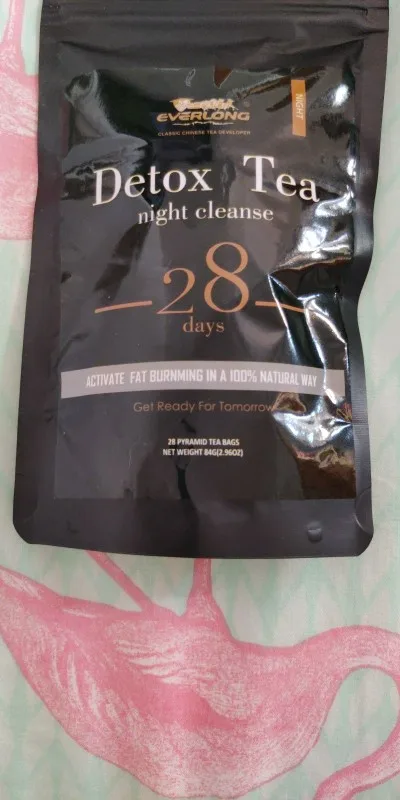 EVERLONG
CLASSIC CHINESE TEA DEVELOPER
NIGHT
Detox Tea
night cleanse
28
days
ACTIVATE FAT BURNMING IN A 100% NATURAL WAY
Get Ready For Tomorrow
28 PYRAMID TEA BAGS
NET WEIGHT 84G(2.96OZ)